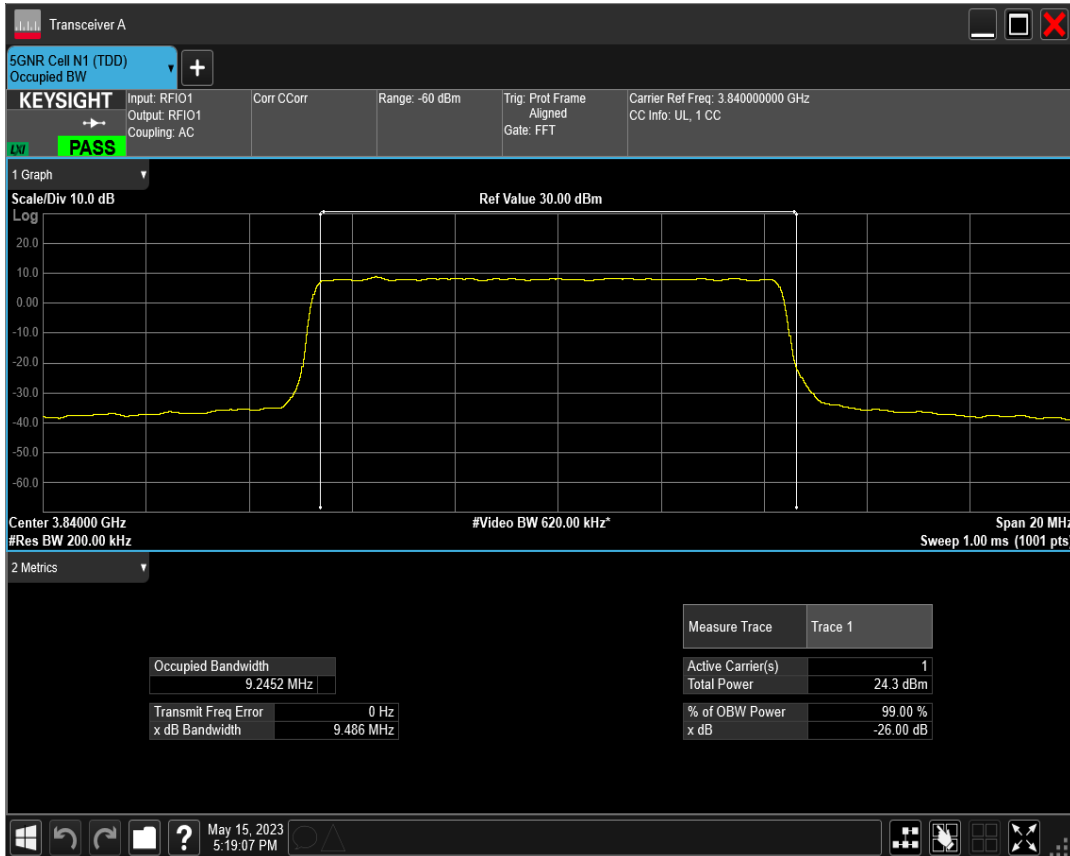 Transceiver A
5GNR Cell N1 (TDD)
Occupied BW
+
KEYSIGHT
LXI
PASS
Input: RFIO1
Output: RFIO1
Coupling: AC
Corr CCorr
Range: -60 dBm
Trig: Prot Frame
Aligned
Gate: FFT
Carrier Ref Freq: 3.840000000 GHz
CC Info: UL, 1 CC
1 Graph
Scale/Div 10.0 dB
Ref Value 30.00 dBm
Log
20.0
10.0
0.00
-10.0
-20.0
-30.0
-40.0
-50.0
-60.0
Center 3.84000 GHz
#Video BW 620.00 kHz*
Span 20 MHz
#Res BW 200.00 kHz
Sweep 1.00 ms (1001 pts)
2 Metrics
Measure Trace Trace 1
Occupied Bandwidth
9.2452 MHz
Active Carrier(s) 1
Total Power 24.3 dBm
Transmit Freq Error 0 Hz
x dB Bandwidth 9.486 MHz
% of OBW Power 99.00 %
x dB -26.00 dB
?
May 15, 2023
5:19:07 PM